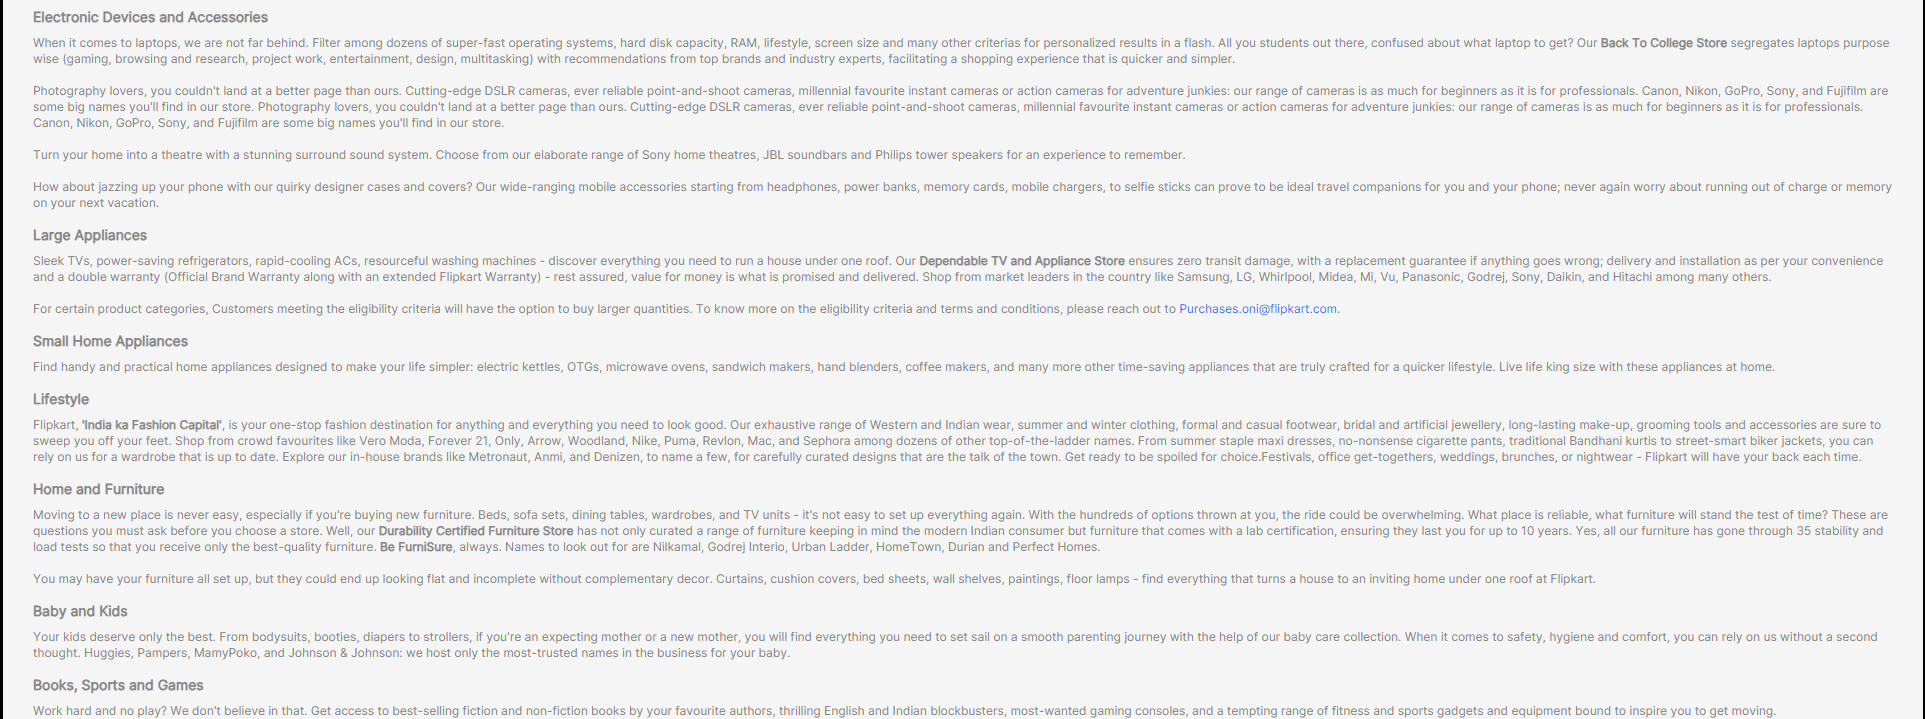 Electronic Devices and Accessories
When it comes to laptops, we are not far behind. Filter among dozens of super-fast operating systems, hard disk capacity, RAM, lifestyle, screen size and many other criterias for personalized results in a flash. All you students out there, confused about what laptop to get? Our Back To College Store segregates laptops purpose
wise (gaming, browsing and research, project work, entertainment, design, multitasking) with recommendations from top brands and industry experts, facilitating a shopping experience that is quicker and simpler.
Photography lovers, you couldn't land at a better page than ours. Cutting-edge DSLR cameras, ever reliable point-and-shoot cameras, millennial favourite instant cameras or action cameras for adventure junkies: our range of cameras is as much for beginners as it is for professionals. Canon, Nikon, GoPro, Sony, and Fujifilm are
some big names you'll find in our store. Photography lovers, you couldn't land at a better page than ours. Cutting-edge DSLR cameras, ever reliable point-and-shoot cameras, millennial favourite instant cameras or action cameras for adventure junkies: our range of cameras is as much for beginners as it is for professionals.
Canon, Nikon, GoPro, Sony, and Fujifilm are some big names you'll find in our store.
Turn your home into a theatre with a stunning surround sound system. Choose from our elaborate range of Sony home theatres, JBL soundbars and Philips tower speakers for an experience to remember.
How about jazzing up your phone with our quirky designer cases and covers? Our wide-ranging mobile accessories starting from headphones, power banks, memory cards, mobile chargers, to selfie sticks can prove to be ideal travel companions for you and your phone; never again worry about running out of charge or memory
on your next vacation.
Large Appliances
Sleek TVs, power-saving refrigerators, rapid-cooling ACs, resourceful washing machines - discover everything you need to run a house under one roof. Our Dependable TV and Appliance Store ensures zero transit damage, with a replacement guarantee if anything goes wrong; delivery and installation as per your convenience
and a double warranty (Official Brand Warranty along with an extended Flipkart Warranty) - rest assured, value for money is what is promised and delivered. Shop from market leaders in the country like Samsung, LG, Whirlpool, Midea, Mi, Vu, Panasonic, Godrej, Sony, Daikin, and Hitachi among many others.
For certain product categories, Customers meeting the eligibility criteria will have the option to buy larger quantities. To know more on the eligibility criteria and terms and conditions, please reach out to Purchases.oni@flipkart.com.
Small Home Appliances
Find handy and practical home appliances designed to make your life simpler: electric kettles, OTGs, microwave ovens, sandwich makers, hand blenders, coffee makers, and many more other time-saving appliances that are truly crafted for a quicker lifestyle. Live life king size with these appliances at home.
Lifestyle
Flipkart, 'India ka Fashion Capital', is your one-stop fashion destination for anything and everything you need to look good. Our exhaustive range of Western and Indian wear, summer and winter clothing, formal and casual footwear, bridal and artificial jewellery, long-lasting make-up, grooming tools and accessories are sure to
sweep you off your feet. Shop from crowd favourites like Vero Moda, Forever 21, Only, Arrow, Woodland, Nike, Puma, Revlon, Mac, and Sephora among dozens of other top-of-the-ladder names. From summer staple maxi dresses, no-nonsense cigarette pants, traditional Bandhani kurtis to street-smart biker jackets, you can
rely on us for a wardrobe that is up to date. Explore our in-house brands like Metronaut, Anmi, and Denizen, to name a few, for carefully curated designs that are the talk of the town. Get ready to be spoiled for choice.Festivals, office get-togethers, weddings, brunches, or nightwear - Flipkart will have your back each time.
Home and Furniture
Moving to a new place is never easy, especially if you're buying new furniture. Beds, sofa sets, dining tables, wardrobes, and TV units - it's not easy to set up everything again. With the hundreds of options thrown at you, the ride could be overwhelming. What place is reliable, what furniture will stand the test of time? These are
questions you must ask before you choose a store. Well, our Durability Certified Furniture Store has not only curated a range of furniture keeping in mind the modern Indian consumer but furniture that comes with a lab certification, ensuring they last you for up to 10 years. Yes, all our furniture has gone through 35 stability and
load tests so that you receive only the best-quality furniture. Be FurniSure, always. Names to look out for are Nilkamal, Godrej Interio, Urban Ladder, HomeTown, Durian and Perfect Homes.
You may have your furniture all set up, but they could end up looking flat and incomplete without complementary decor. Curtains, cushion covers, bed sheets, wall shelves, paintings, floor lamps - find everything that turns a house to an inviting home under one roof at Flipkart.
Baby and Kids
Your kids deserve only the best. From bodysuits, booties, diapers to strollers, if you're an expecting mother or a new mother, you will find everything you need to set sail on a smooth parenting journey with the help of our baby care collection. When it comes to safety, hygiene and comfort, you can rely on us without a second
thought. Huggies, Pampers, MamyPoko, and Johnson & Johnson: we host only the most-trusted names in the business for your baby.
Books, Sports and Games
Work hard and no play? We don't believe in that. Get access to best-selling fiction and non-fiction books by your favourite authors, thrilling English and Indian blockbusters, most-wanted gaming consoles, and a tempting range of fitness and sports gadgets and equipment bound to inspire you to get moving.